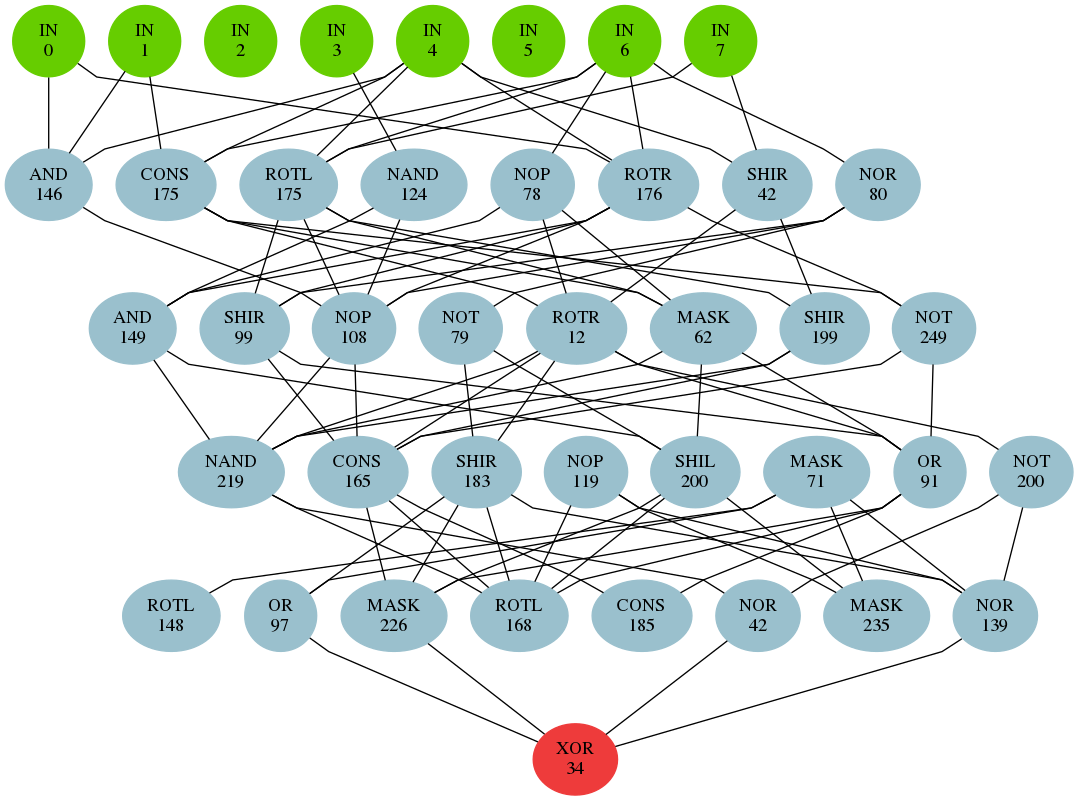 IN
0
IN
1
IN
2
IN
3
IN
4
IN
5
IN
6
IN
7
AND
146
CONS
175
ROTL
175
NAND
124
NOP
78
ROTR
176
SHIR
42
NOR
80
AND
149
SHIR
99
NOP
108
NOT
79
ROTR
12
MASK
62
SHIR
199
NOT
249
NAND
219
CONS
165
SHIR
183
NOP
119
SHIL
200
MASK
71
OR
91
NOT
200
ROTL
148
OR
97
MASK
226
ROTL
168
CONS
185
NOR
42
MASK
235
NOR
139
XOR
34